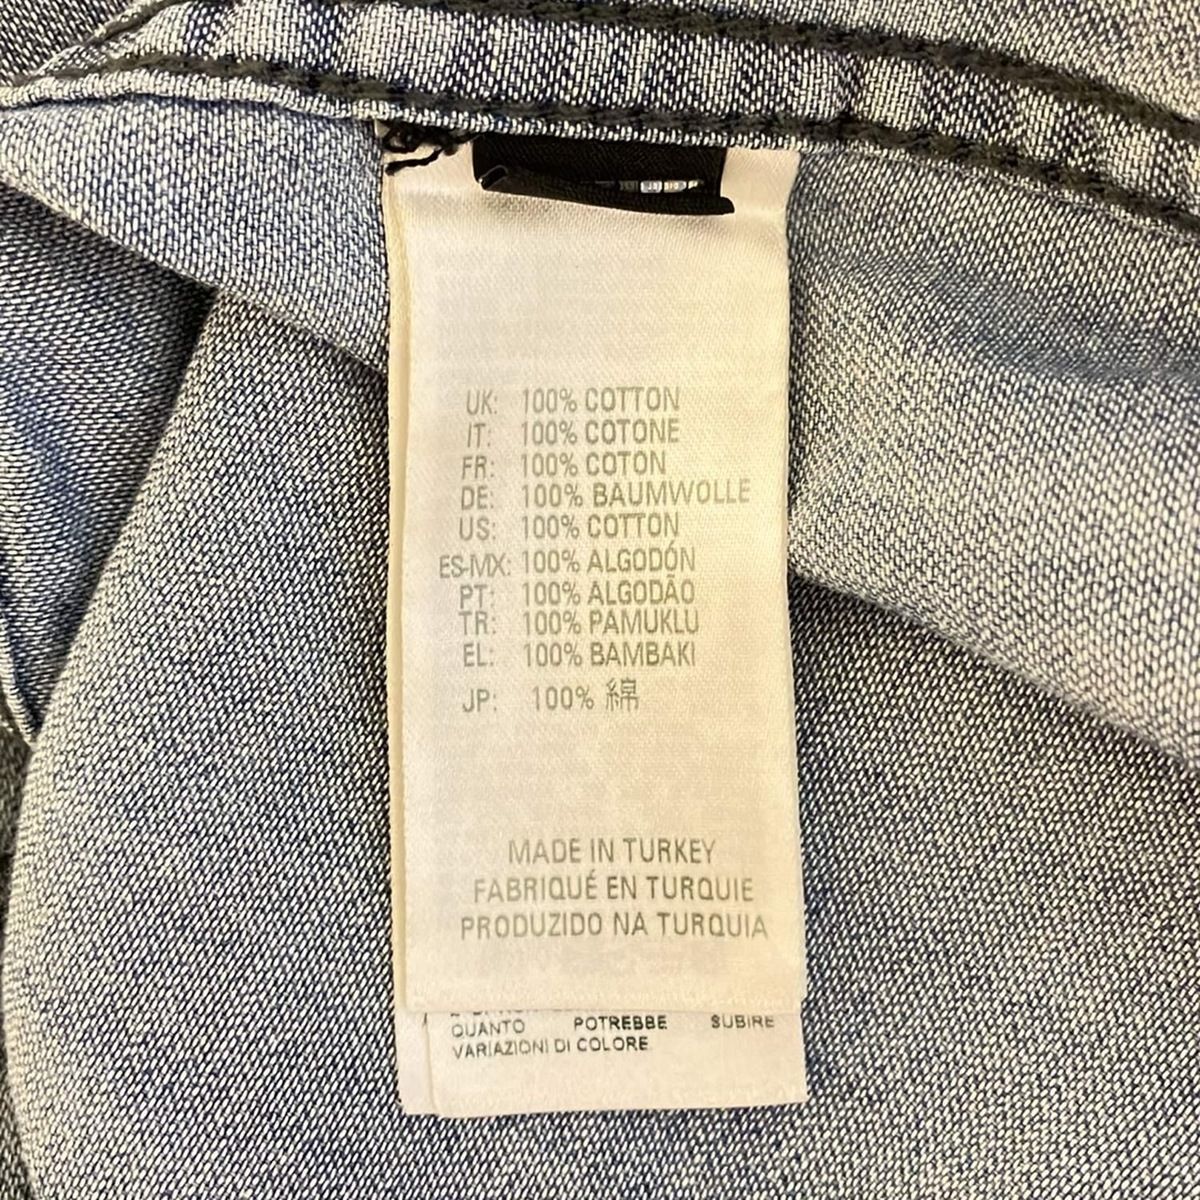 UK: 100% COTTON
IT: 100% COTONE
FR: 100% COTON
DE: 100% BAUMWOLLE
US: 100% COTTON
ES-MX: 100% ALGODÓN
PT: 100% ALGODÃO
TR: 100% PAMUKLU
EL: 100% BAMBAKI
JP: 100% 綿
MADE IN TURKEY
FABRIQUÉ EN TURQUIE
PRODUZIDO NA TURQUIA
QUANTO POTREBBE SUBIRE
VARIAZIONI DI COLORE